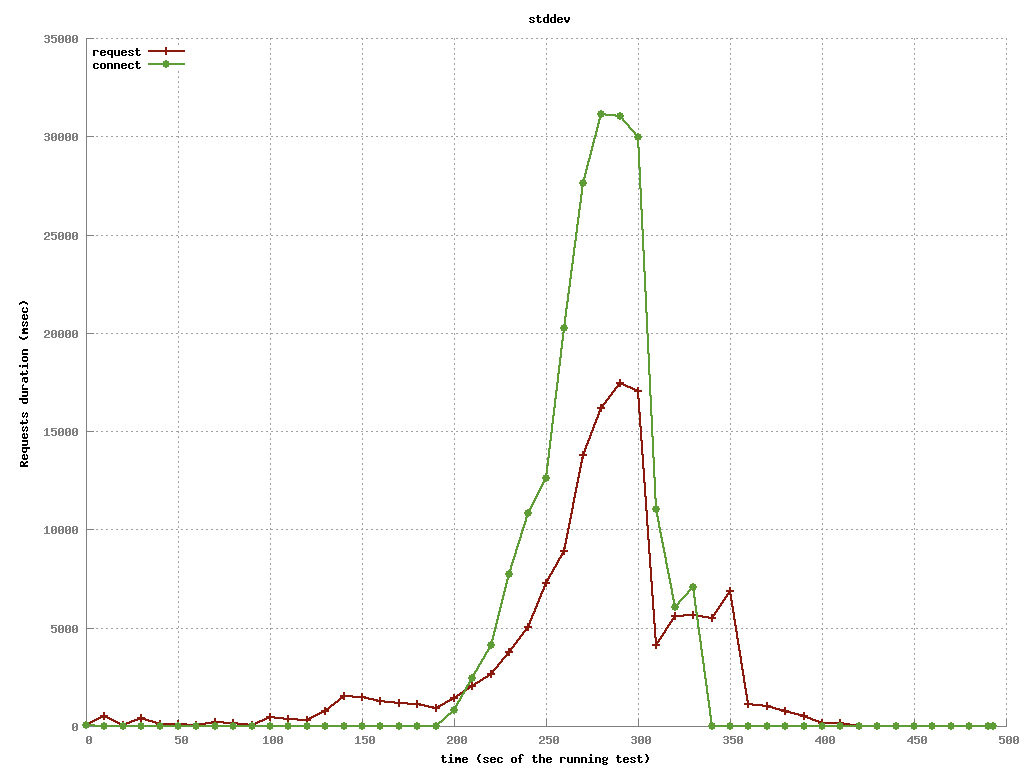 stddev
request
connect
35000
30000
25000
20000
15000
10000
5000
0
Requests duration (msec)
0 50 100 150 200 250 300 350 400 450 500
time (sec of the running test)